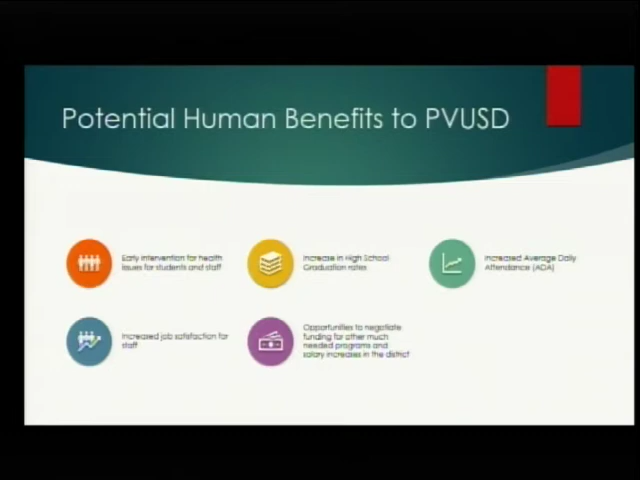 Potential Human Benefits to PVUSD
Early intervention for health
issues for students and staff
Increase in High School
Graduation rates
Increased Average Daily
Attendance (ADA)
Increased job satisfaction for
staff
Opportunities to negotiate
funding for other much
needed programs and
salary increases in the district